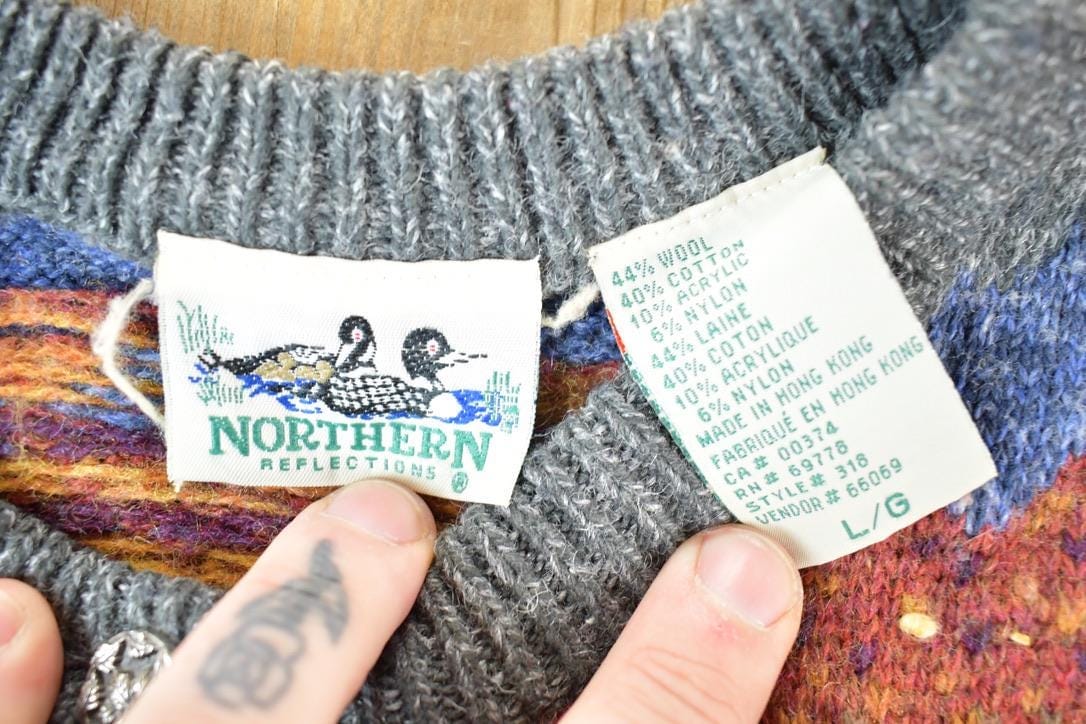 NORTHERN
REFLECTIONS
®
44% WOOL
40% COTTON
10% ACRYLIC
6% NYLON
44% LAINE
40% COTON
10% ACRYLIQUE
6% NYLON
MADE IN HONG KONG
FABRIQUÉ EN HONG KONG
CA# 00374
RN# 69778
STYLE# 318
VENDOR# 66069
L/G